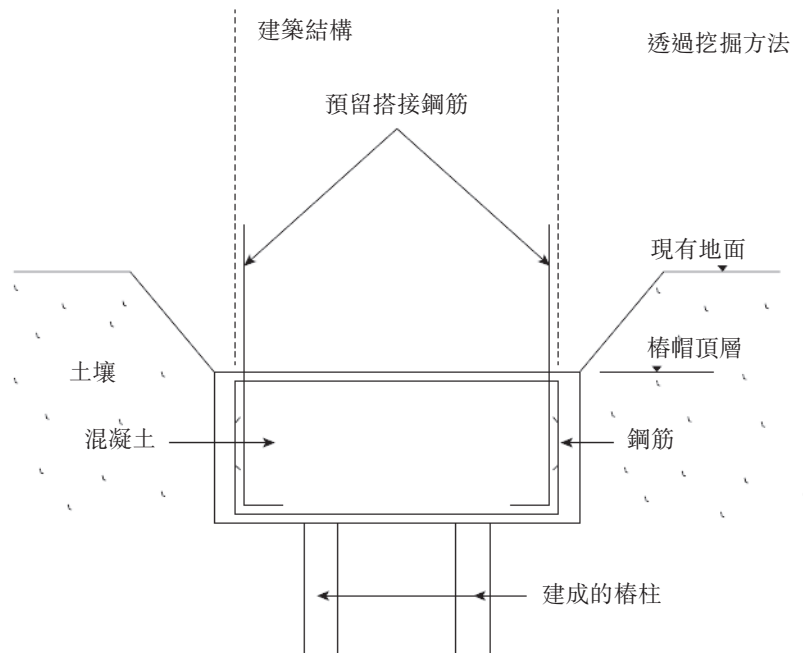 建築結構
透過挖掘方法
預留搭接鋼筋
現有地面
樁帽頂層
土壤
混凝土
鋼筋
建成的樁柱